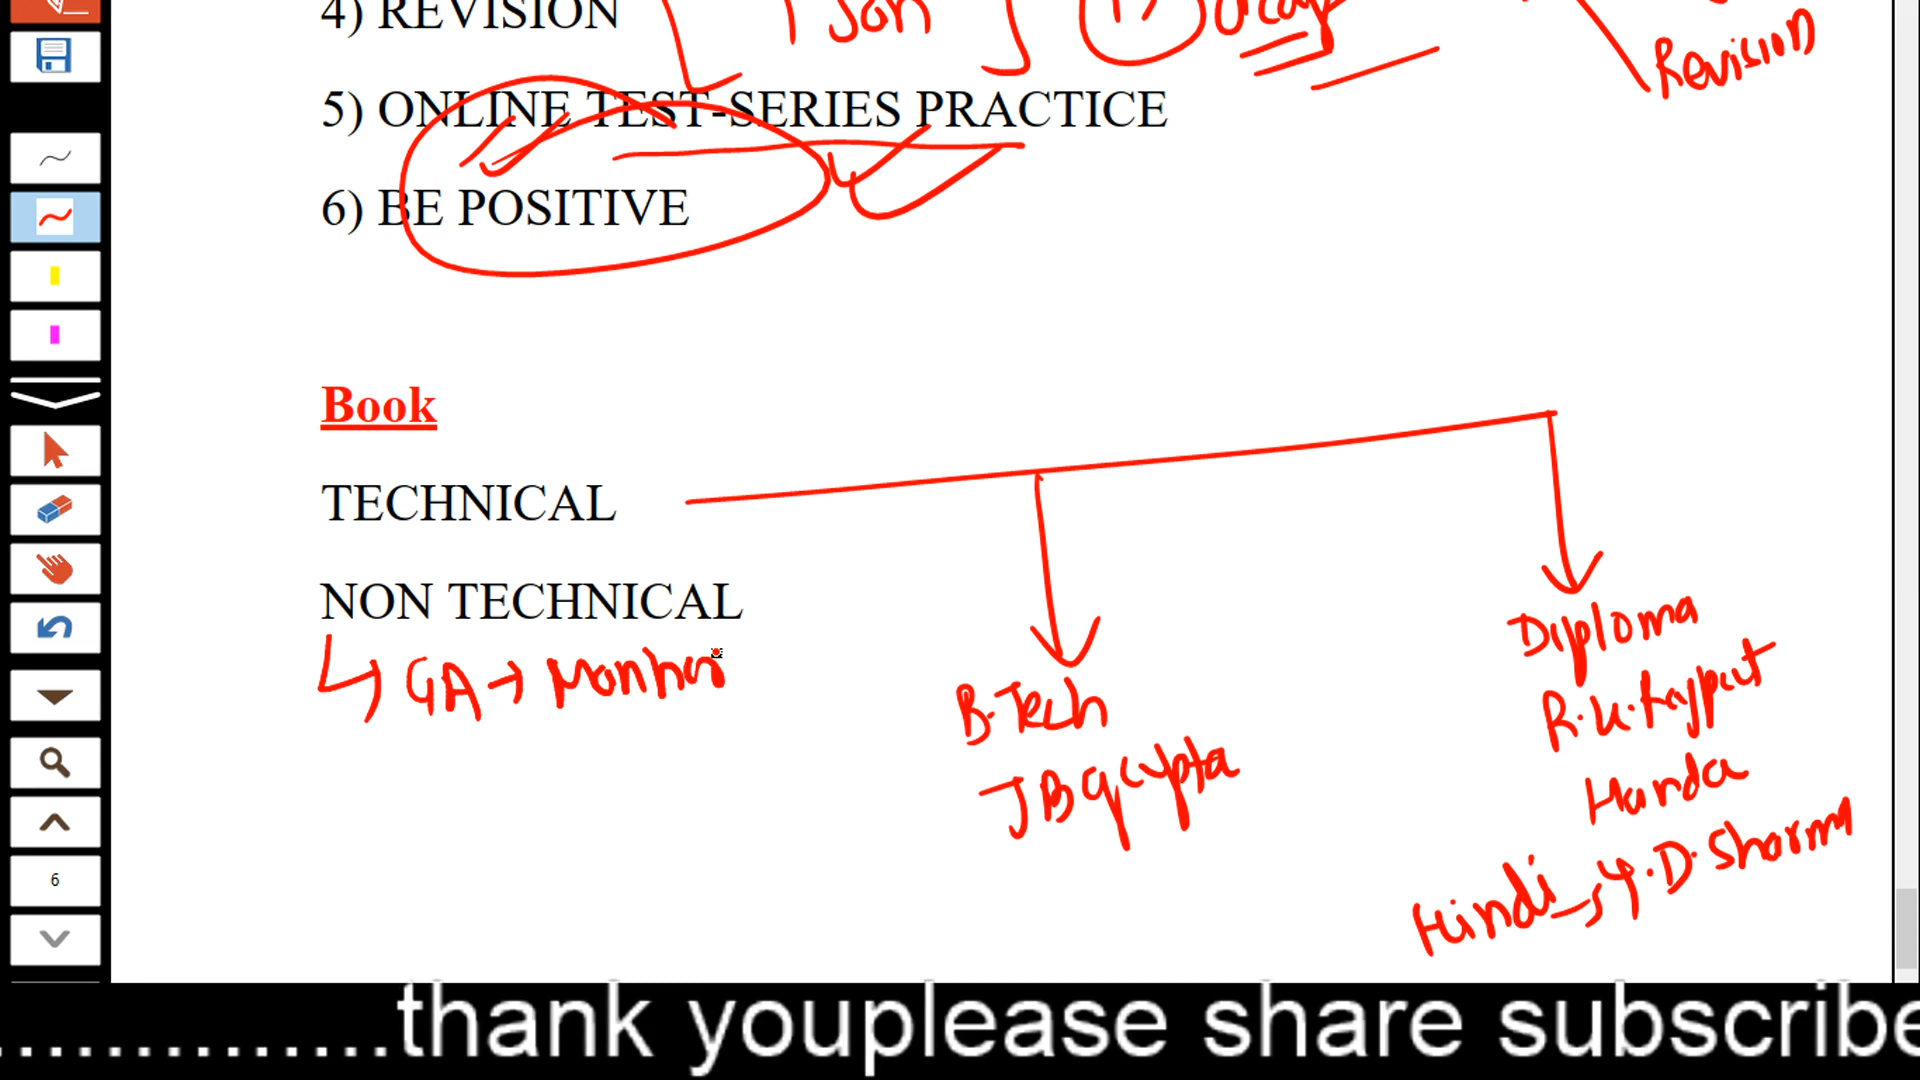 4) REVISION
Revision
5) ONLINE TEST-SERIES PRACTICE
6) BE POSITIVE
Book
TECHNICAL
NON TECHNICAL
GA → Manhar
B.Tech
J B Gupta
Diploma
R.K. Rajput
Handa
Hindi → J.D. Sharma
6
.............thank youplease share subscribe